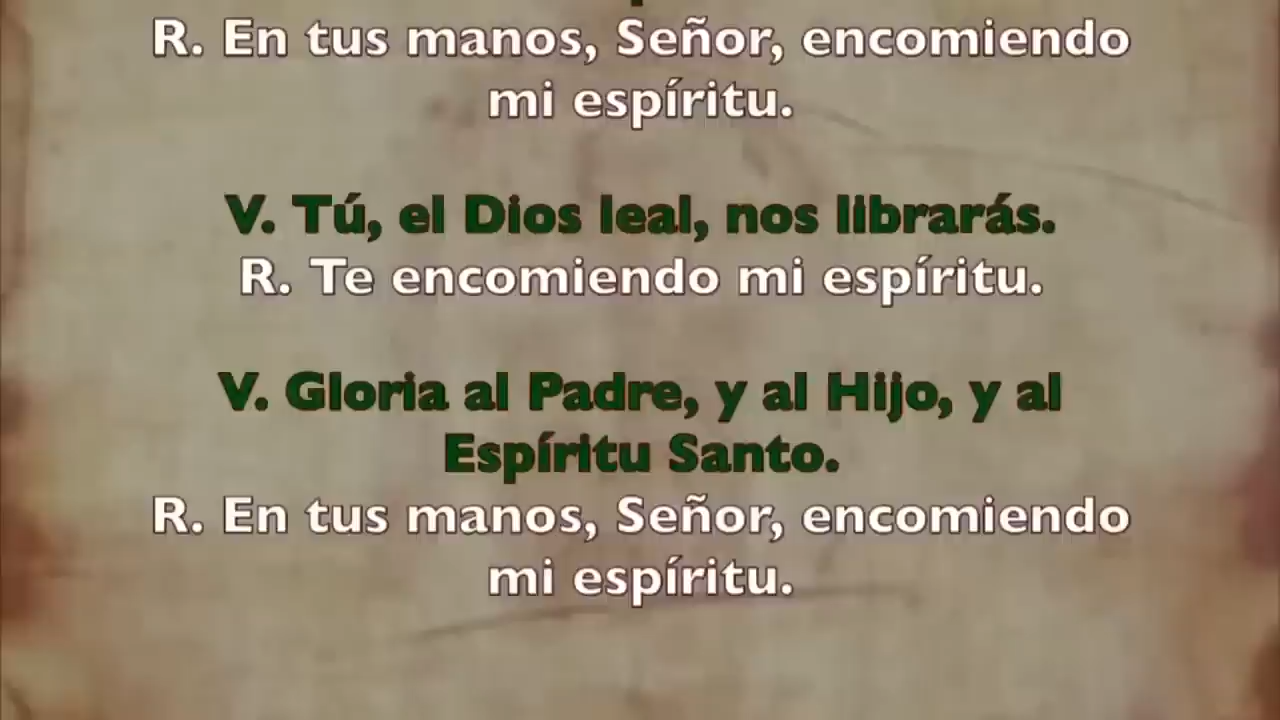 R. En tus manos, Señor, encomiendo
mi espíritu.
V. Tú, el Dios leal, nos librarás.
R. Te encomiendo mi espíritu.
V. Gloria al Padre, y al Hijo, y al
Espíritu Santo.
R. En tus manos, Señor, encomiendo
mi espíritu.